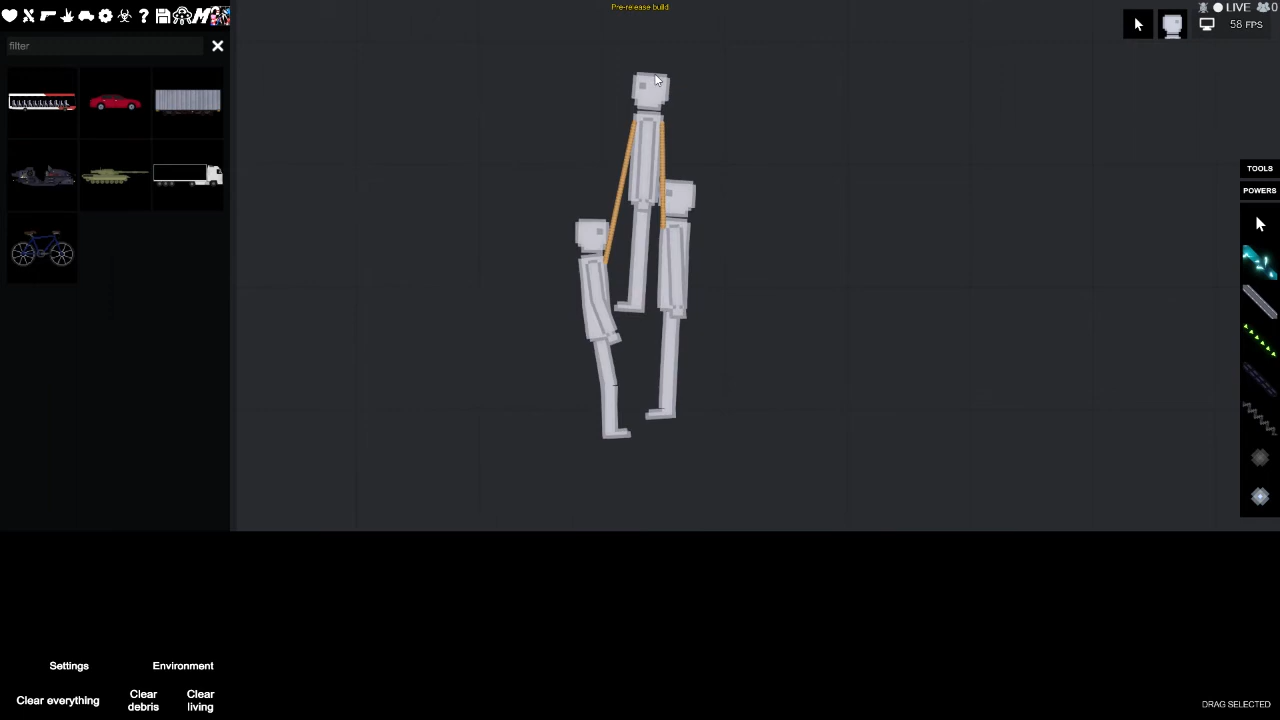 Pre-release build
LIVE
0
58 FPS
filter
TOOLS
POWERS
Settings
Environment
Clear everything
Clear debris
Clear living
DRAG SELECTED